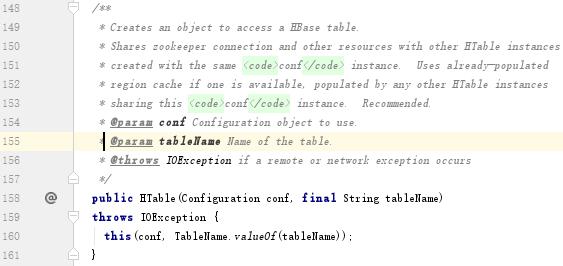 148 /**
149 * Creates an object to access a HBase table.
150 * Shares zookeeper connection and other resources with other HTable instances
151 * created with the same <code>conf</code> instance.  Uses already-populated
152 * region cache if one is available, populated by any other HTable instances
153 * sharing this <code>conf</code> instance.  Recommended.
154 * @param conf Configuration object to use.
155 * @param tableName Name of the table.
156 * @throws IOException if a remote or network exception occurs
157 */
158 @ public HTable(Configuration conf, final String tableName)
159 throws IOException {
160 this(conf, TableName.valueOf(tableName));
161 }